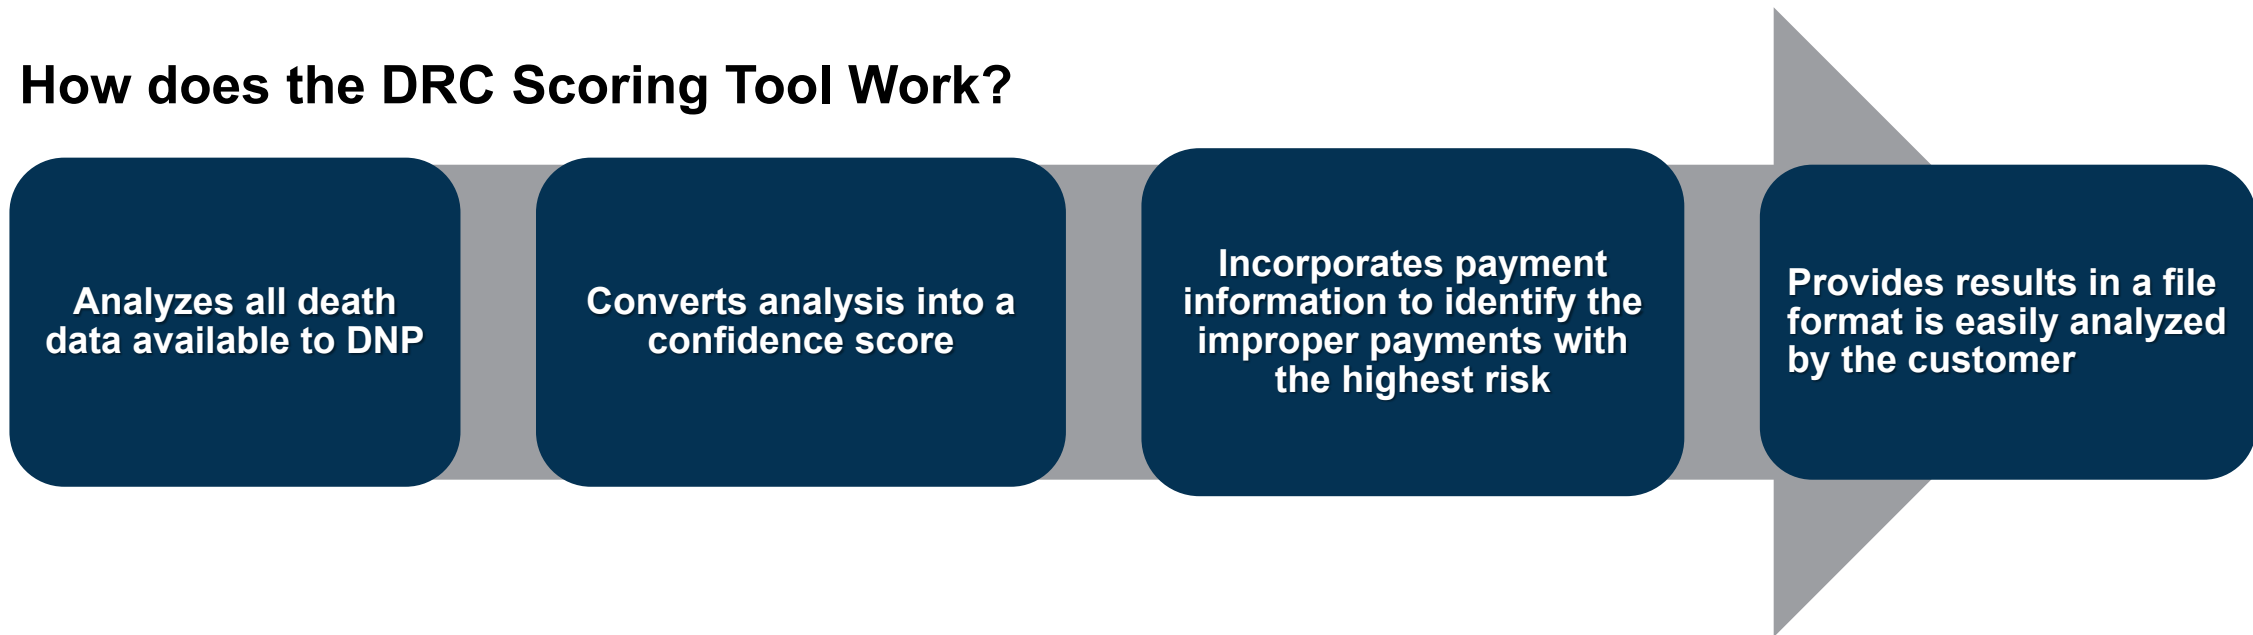 How does the DRC Scoring Tool Work?
Analyzes all death
data available to DNP
Converts analysis into a
confidence score
Incorporates payment
information to identify the
improper payments with
the highest risk
Provides results in a file
format is easily analyzed
by the customer